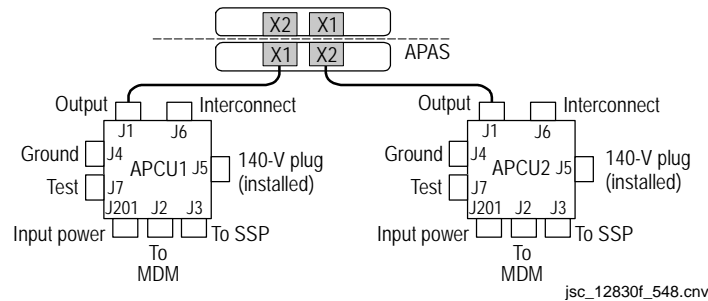 X2 X1
APAS
X1 X2
Output Interconnect Output Interconnect
J1 J6 J1 J6
Ground J4 Ground J4
APCU1 J5 140-V plug APCU2 J5 140-V plug
(installed) (installed)
Test J7 Test J7
J201 J2 J3 J201 J2 J3
Input power To SSP Input power To SSP
To To
MDM MDM
jsc_12830f_548.cnv